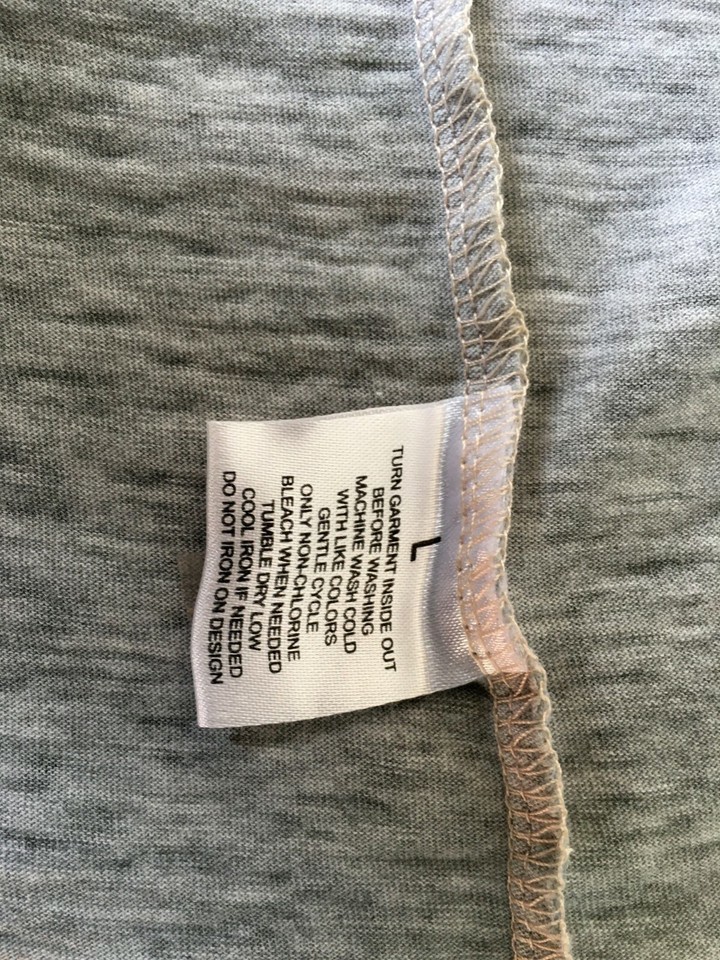 L
TURN GARMENT INSIDE OUT
BEFORE WASHING
MACHINE WASH COLD
WITH LIKE COLORS
GENTLE CYCLE
ONLY NON-CHLORINE
BLEACH WHEN NEEDED
TUMBLE DRY LOW
COOL IRON IF NEEDED
DO NOT IRON ON DESIGN